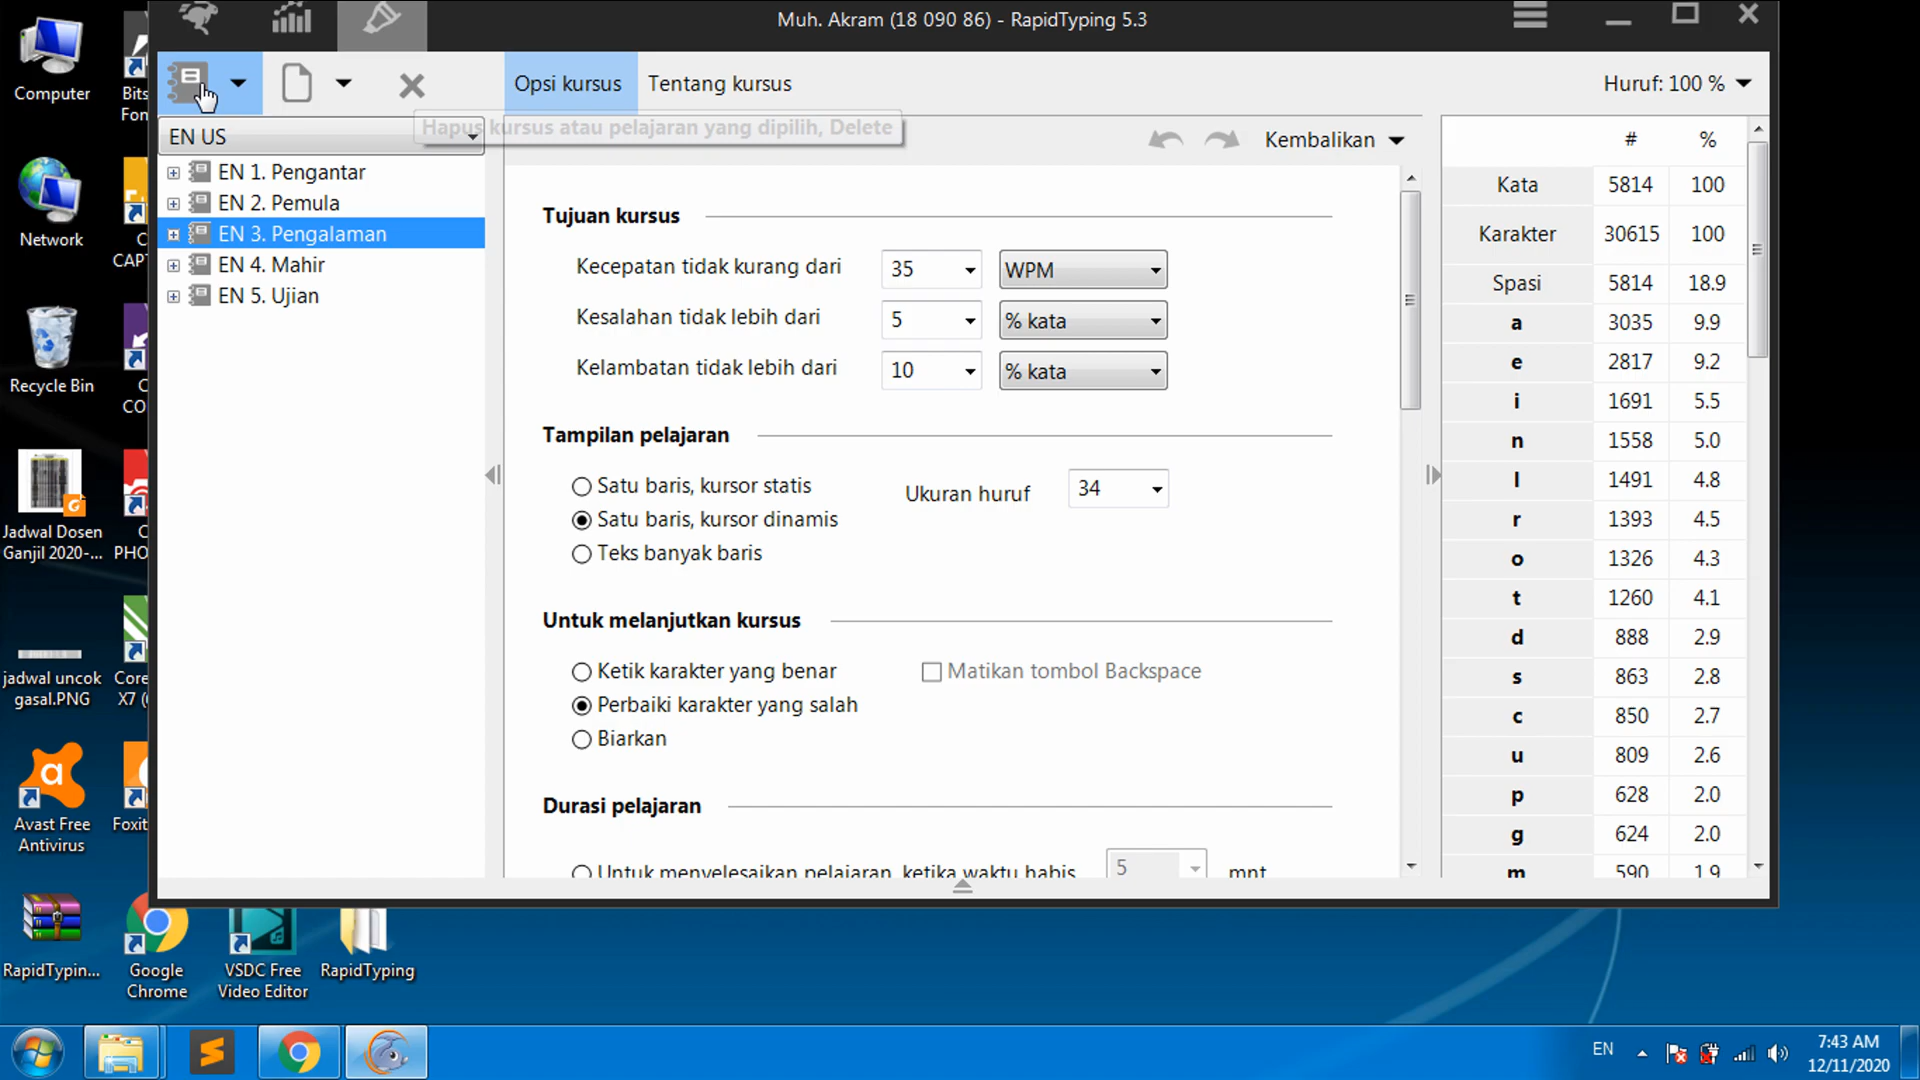 Muh. Akram (18 090 86) - RapidTyping 5.3
Opsi kursus
Tentang kursus
Huruf: 100 %
Hapus kursus atau pelajaran yang dipilih, Delete
EN US
EN 1. Pengantar
EN 2. Pemula
EN 3. Pengalaman
EN 4. Mahir
EN 5. Ujian
Kembalikan
Tujuan kursus
Kecepatan tidak kurang dari 35 WPM
Kesalahan tidak lebih dari 5 % kata
Kelambatan tidak lebih dari 10 % kata
Tampilan pelajaran
Satu baris, kursor statis
Ukuran huruf 34
Satu baris, kursor dinamis
Teks banyak baris
Untuk melanjutkan kursus
Ketik karakter yang benar
Matikan tombol Backspace
Perbaiki karakter yang salah
Biarkan
Durasi pelajaran
Untuk menyelesaikan pelajaran, ketika waktu habis 5 mnt
# %
Kata 5814 100
Karakter 30615 100
Spasi 5814 18.9
a 3035 9.9
e 2817 9.2
i 1691 5.5
n 1558 5.0
l 1491 4.8
r 1393 4.5
o 1326 4.3
t 1260 4.1
d 888 2.9
s 863 2.8
c 850 2.7
u 809 2.6
p 628 2.0
g 624 2.0
m 590 1.9
Computer
Bits
Fon
Network
C
CAPT
Recycle Bin
C
CO
Jadwal Dosen
Ganjil 2020-...
C
PHO
jadwal uncok
gasal.PNG
Core
X7 (
Avast Free
Antivirus
Foxit
RapidTypin...
Google
Chrome
VSDC Free
Video Editor
RapidTyping
EN
7:43 AM
12/11/2020